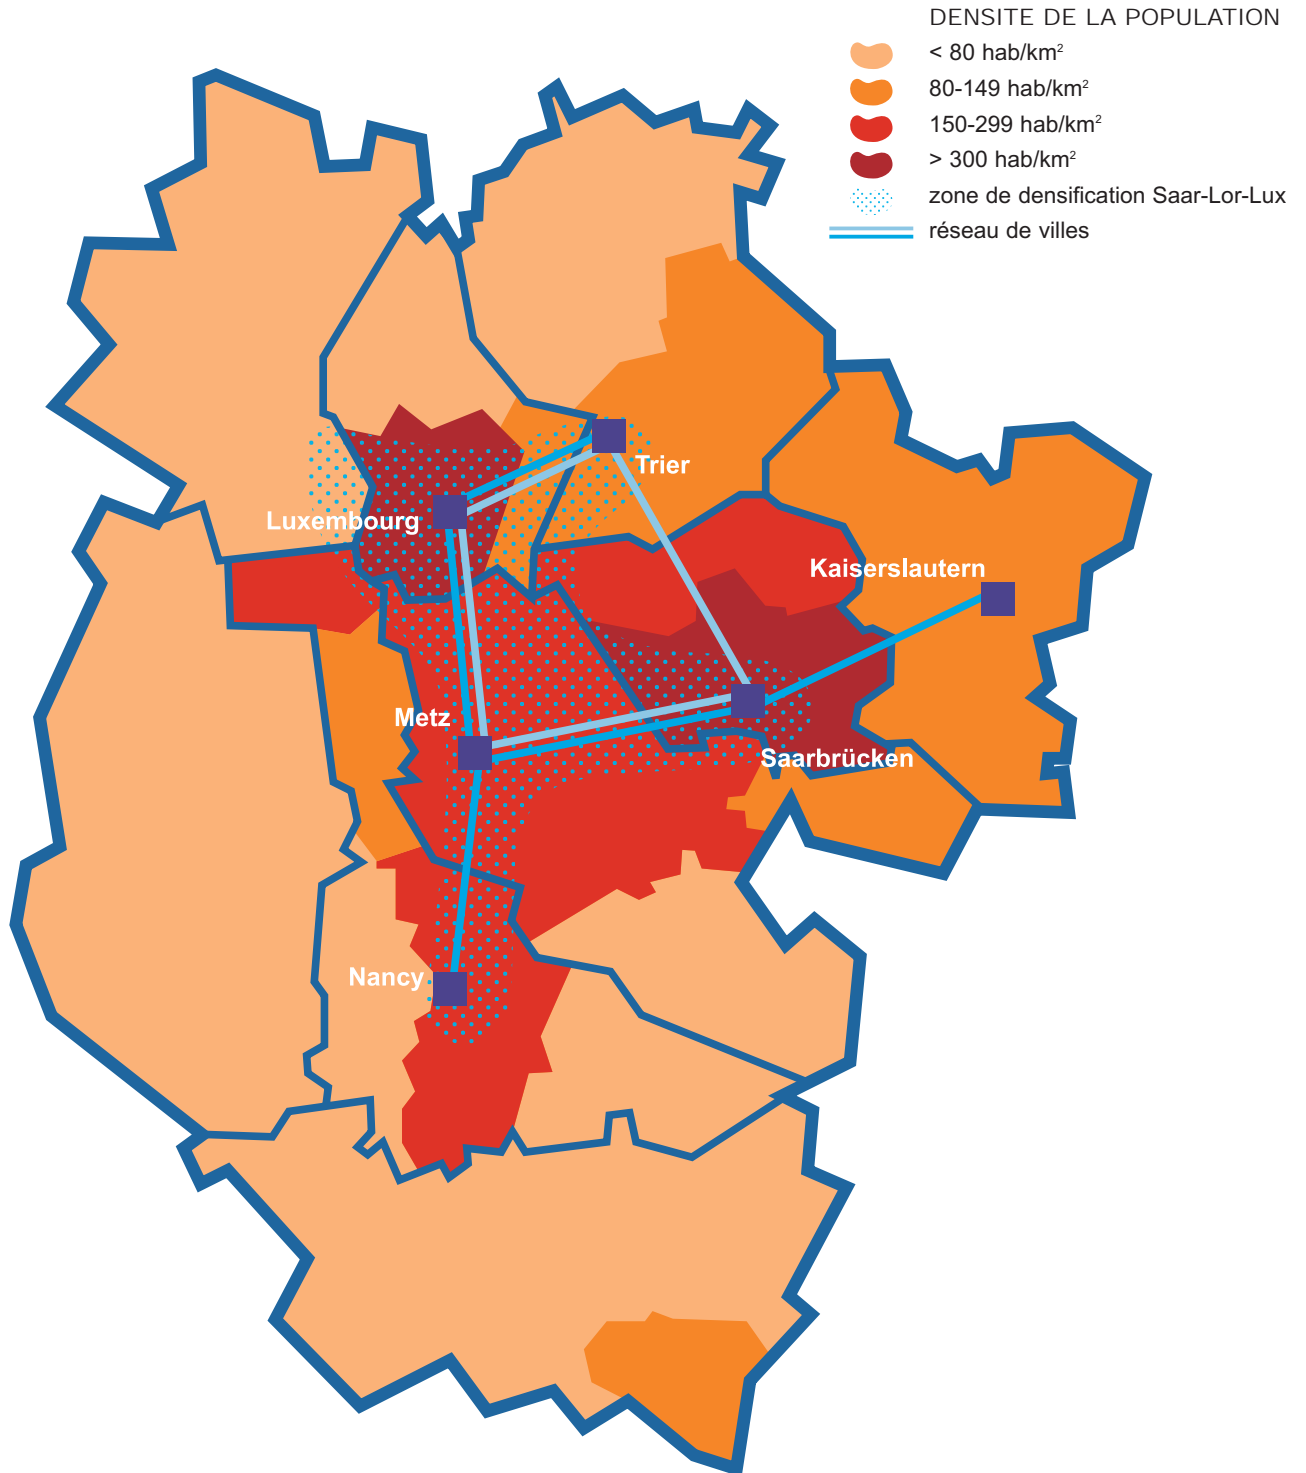 DENSITE DE LA POPULATION
< 80 hab/km²
80-149 hab/km²
150-299 hab/km²
> 300 hab/km²
zone de densification Saar-Lor-Lux
réseau de villes
Trier
Luxembourg
Kaiserslautern
Metz
Saarbrücken
Nancy